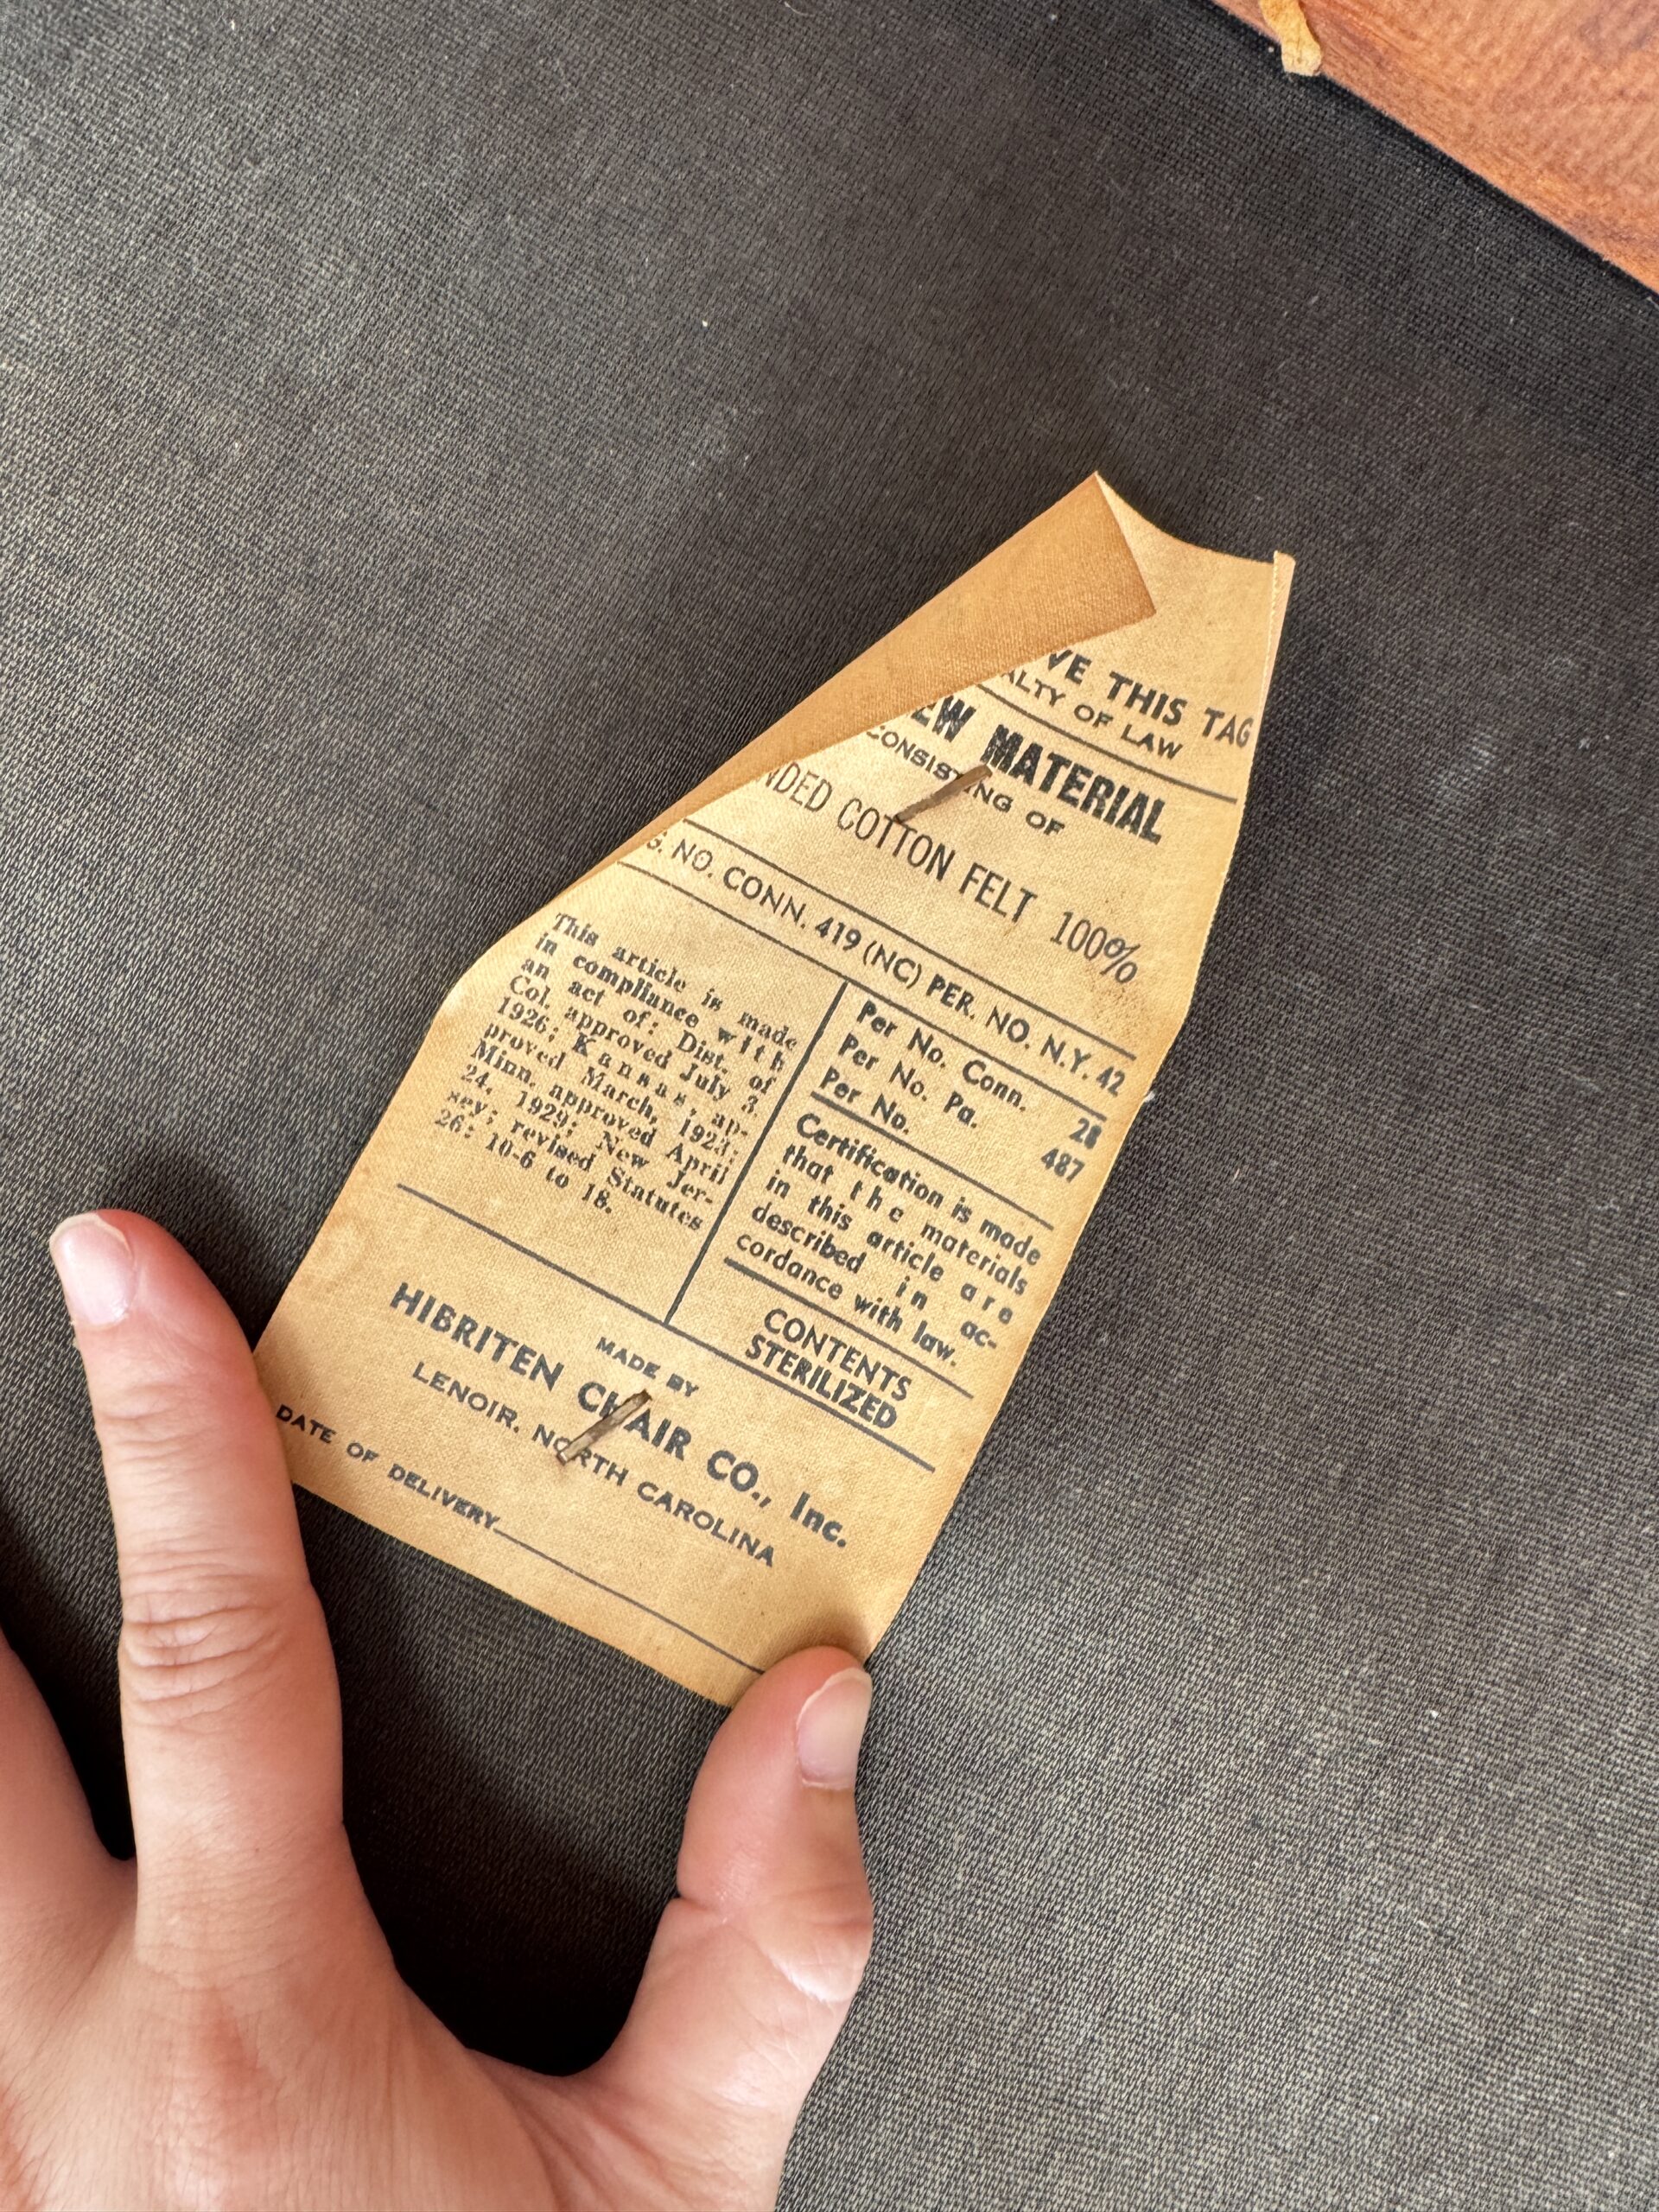 VE THIS TAG
ALTY OF LAW
EW MATERIAL
CONSISTING OF
NDED COTTON FELT 100%
G. NO. CONN. 419 (NC) PER. NO. N.Y. 42
This article is made
in compliance with
an act of: Dist. of
Col. approved July 3,
1926; Kansas, ap-
proved March, 1923;
Minn. approved April
24, 1929; New Jer-
sey; revised Statutes
26: 10-6 to 18.
Per No. Conn. 28
Per No. Pa. 487
Per No.
Certification is made
that the materials
in this article are
described in ac-
cordance with law.
CONTENTS
STERILIZED
MADE BY
HIBRITEN CHAIR CO., Inc.
LENOIR, NORTH CAROLINA
DATE OF DELIVERY